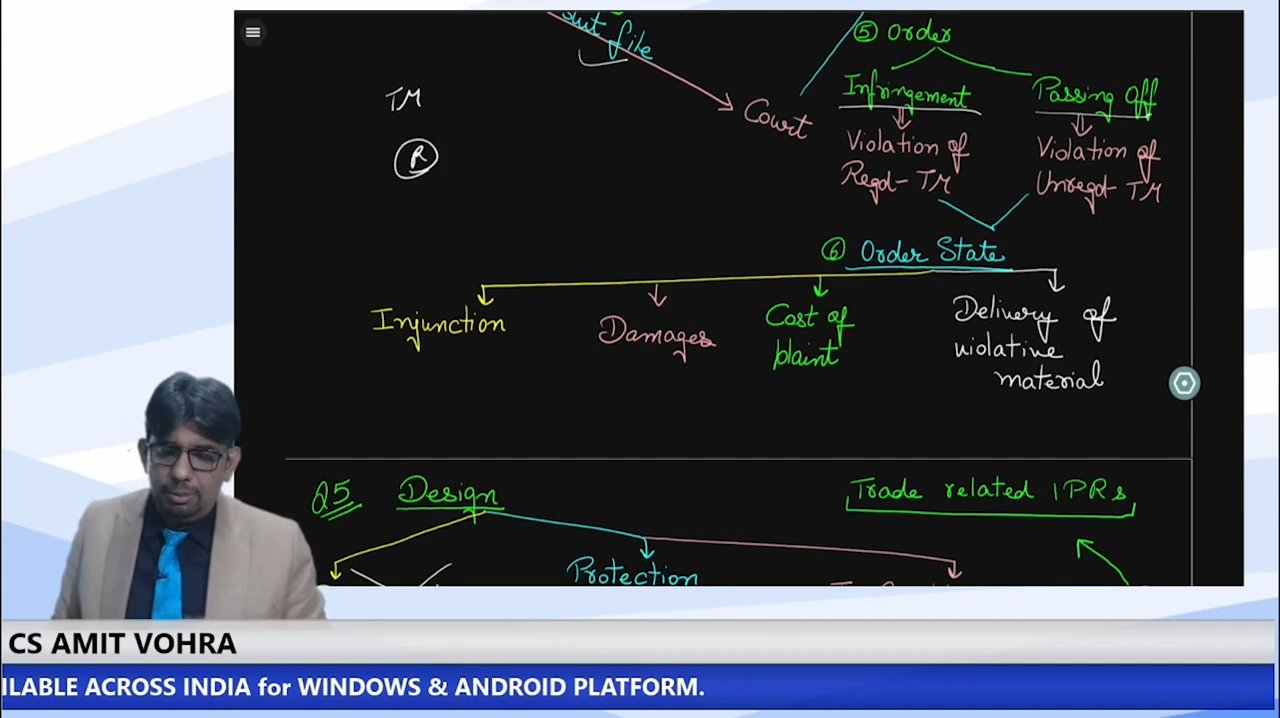 out file
⑤ Order
TM
Ⓡ
Court
Infringement
Passing Off
Violation of
Regd- TM
Violation of
Unregd- TM
⑥ Order State
Injunction
Damages
Cost of
plaint
Delivery of
violative
material
Q5 Design
Trade related IPRs
Protection
CS AMIT VOHRA
ILABLE ACROSS INDIA for WINDOWS & ANDROID PLATFORM.